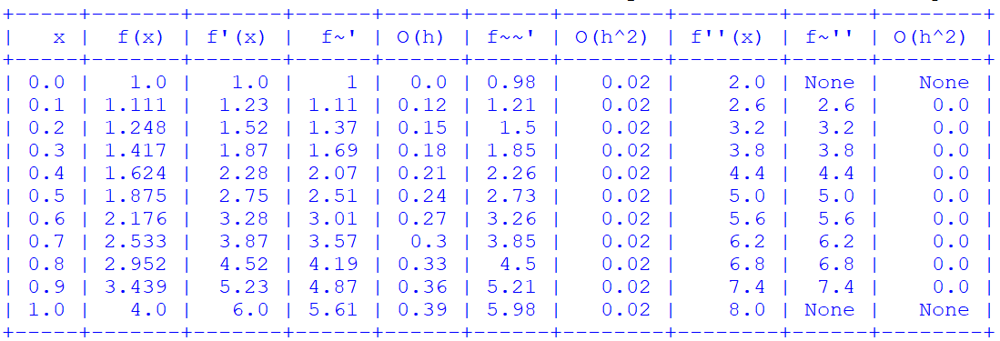 +-----+-------+-------+------+------+------+--------+---------+-------+--------+
|   x |  f(x) | f'(x) |  f~' | O(h) | f~~' | O(h^2) | f''(x) | f~'' | O(h^2) |
+-----+-------+-------+------+------+------+--------+---------+-------+--------+
| 0.0 |   1.0 |   1.0 |    1 |  0.0 | 0.98 |   0.02 |    2.0 | None |   None |
| 0.1 | 1.111 |  1.23 | 1.11 | 0.12 | 1.21 |   0.02 |    2.6 |  2.6 |    0.0 |
| 0.2 | 1.248 |  1.52 | 1.37 | 0.15 |  1.5 |   0.02 |    3.2 |  3.2 |    0.0 |
| 0.3 | 1.417 |  1.87 | 1.69 | 0.18 | 1.85 |   0.02 |    3.8 |  3.8 |    0.0 |
| 0.4 | 1.624 |  2.28 | 2.07 | 0.21 | 2.26 |   0.02 |    4.4 |  4.4 |    0.0 |
| 0.5 | 1.875 |  2.75 | 2.51 | 0.24 | 2.73 |   0.02 |    5.0 |  5.0 |    0.0 |
| 0.6 | 2.176 |  3.28 | 3.01 | 0.27 | 3.26 |   0.02 |    5.6 |  5.6 |    0.0 |
| 0.7 | 2.533 |  3.87 | 3.57 |  0.3 | 3.85 |   0.02 |    6.2 |  6.2 |    0.0 |
| 0.8 | 2.952 |  4.52 | 4.19 | 0.33 |  4.5 |   0.02 |    6.8 |  6.8 |    0.0 |
| 0.9 | 3.439 |  5.23 | 4.87 | 0.36 | 5.21 |   0.02 |    7.4 |  7.4 |    0.0 |
| 1.0 |   4.0 |   6.0 | 5.61 | 0.39 | 5.98 |   0.02 |    8.0 | None |   None |
+-----+-------+-------+------+------+------+--------+---------+-------+--------+